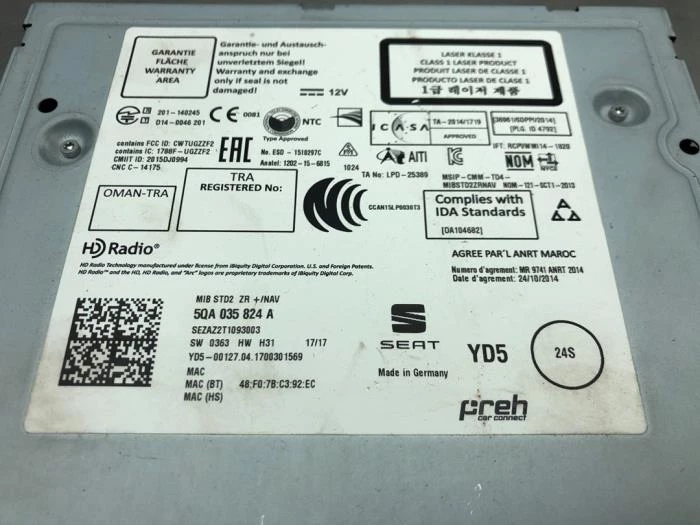 GARANTIE
FLÄCHE
WARRANTY
AREA
Garantie- und Austausch-
anspruch nur bei
unverletztem Siegel!
Warranty and exchange
only if seal is not
damaged!
12V
LASER KLASSE 1
CLASS 1 LASER PRODUCT
PRODUIT LASER DE CLASSE 1
PRODUCTO LASER DE CLASE 1
1급 레이저 제품
201-140245
D14-0046 201
CE 0081
Type Approved
NTC
ICASA
TA-2014/1719
APPROVED
[36961/SDPPI/2014]
[PLG. ID 4792]
contains FCC ID: CWTUGZZF2
contains IC: 1788F-UGZZF2
CMIIT ID: 2015DJ0994
CNC C-14175
EAC
No. ESD-1510297C
Anatel: 1202-15-6815
1024
AITI
TA No: LPD-25389
IFT: RCPVWMI14-1820
NOM
NYCE
MSIP-CMM-TD4-
MIBSTD2ZRNAV NOM-121-SCT1-2013
OMAN-TRA
TRA
REGISTERED No:
CCAN15LP0030T3
Complies with
IDA Standards
[DA104682]
HD Radio®
HD Radio Technology manufactured under license from iBiquity Digital Corporation. U.S. and Foreign Patents.
HD Radio™ and the HD, HD Radio, and "Arc" logos are proprietary trademarks of iBiquity Digital Corp.
AGREE PAR'L ANRT MAROC
Numero d'agrement: MR 9741 ANRT 2014
Date d'agrement: 24/10/2014
MIB STD2 ZR +/NAV
5QA 035 824 A
SEZAZ2T1093003
SW 0363 HW H31 17/17
YD5-00127.04.1700301569
MAC
MAC (BT) 48:F0:7B:C3:92:EC
MAC (HS)
SEAT
Made in Germany
YD5
24S
preh
car connect